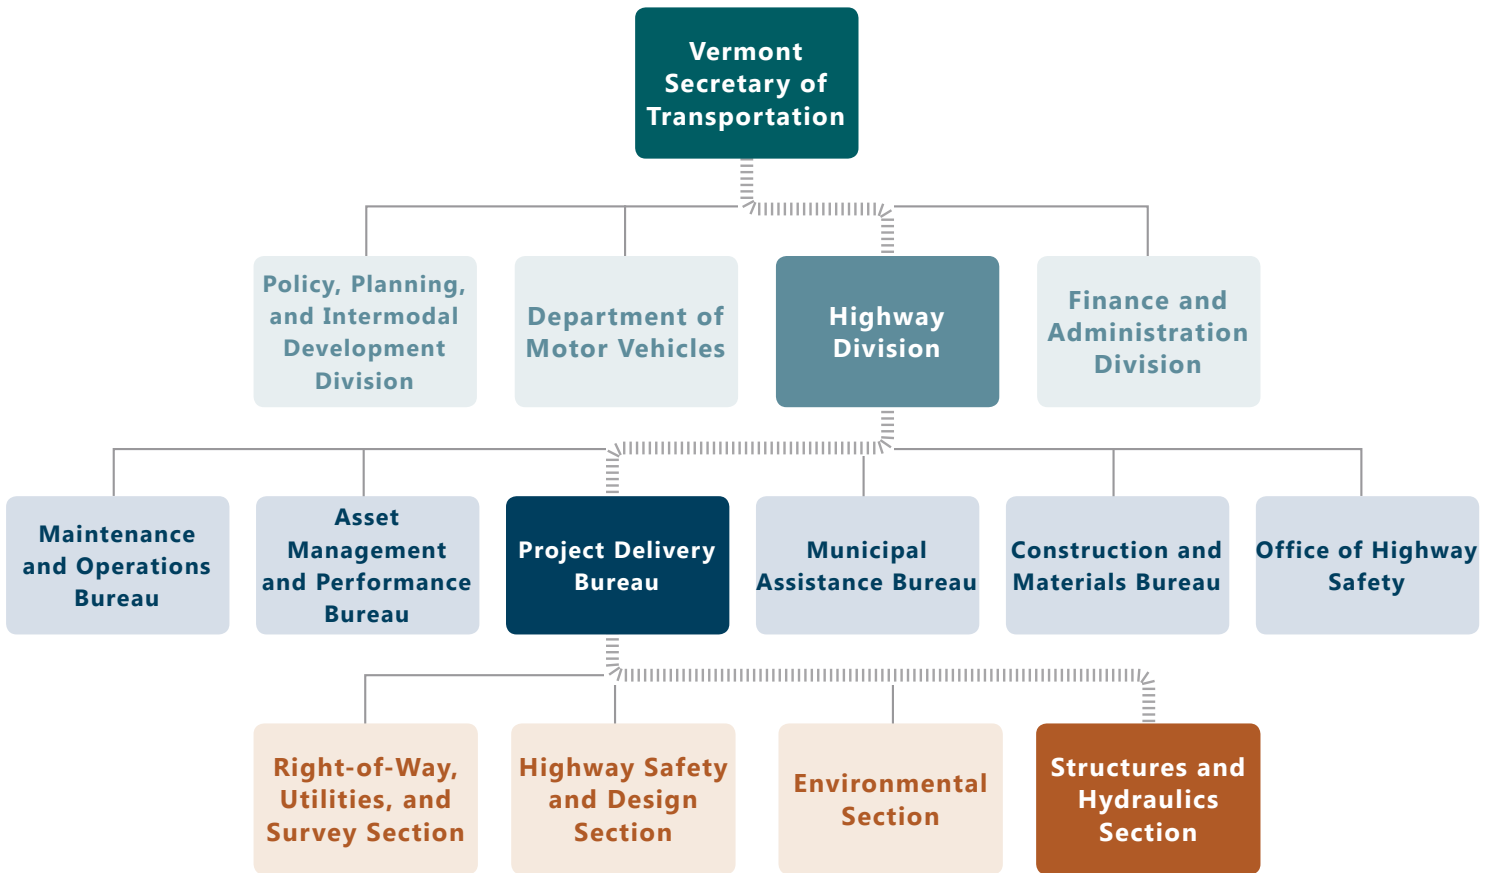 Vermont
Secretary of
Transportation
Policy, Planning,
and Intermodal
Development
Division
Department of
Motor Vehicles
Highway
Division
Finance and
Administration
Division
Maintenance
and Operations
Bureau
Asset
Management
and Performance
Bureau
Project Delivery
Bureau
Municipal
Assistance Bureau
Construction and
Materials Bureau
Office of Highway
Safety
Right-of-Way,
Utilities, and
Survey Section
Highway Safety
and Design
Section
Environmental
Section
Structures and
Hydraulics
Section